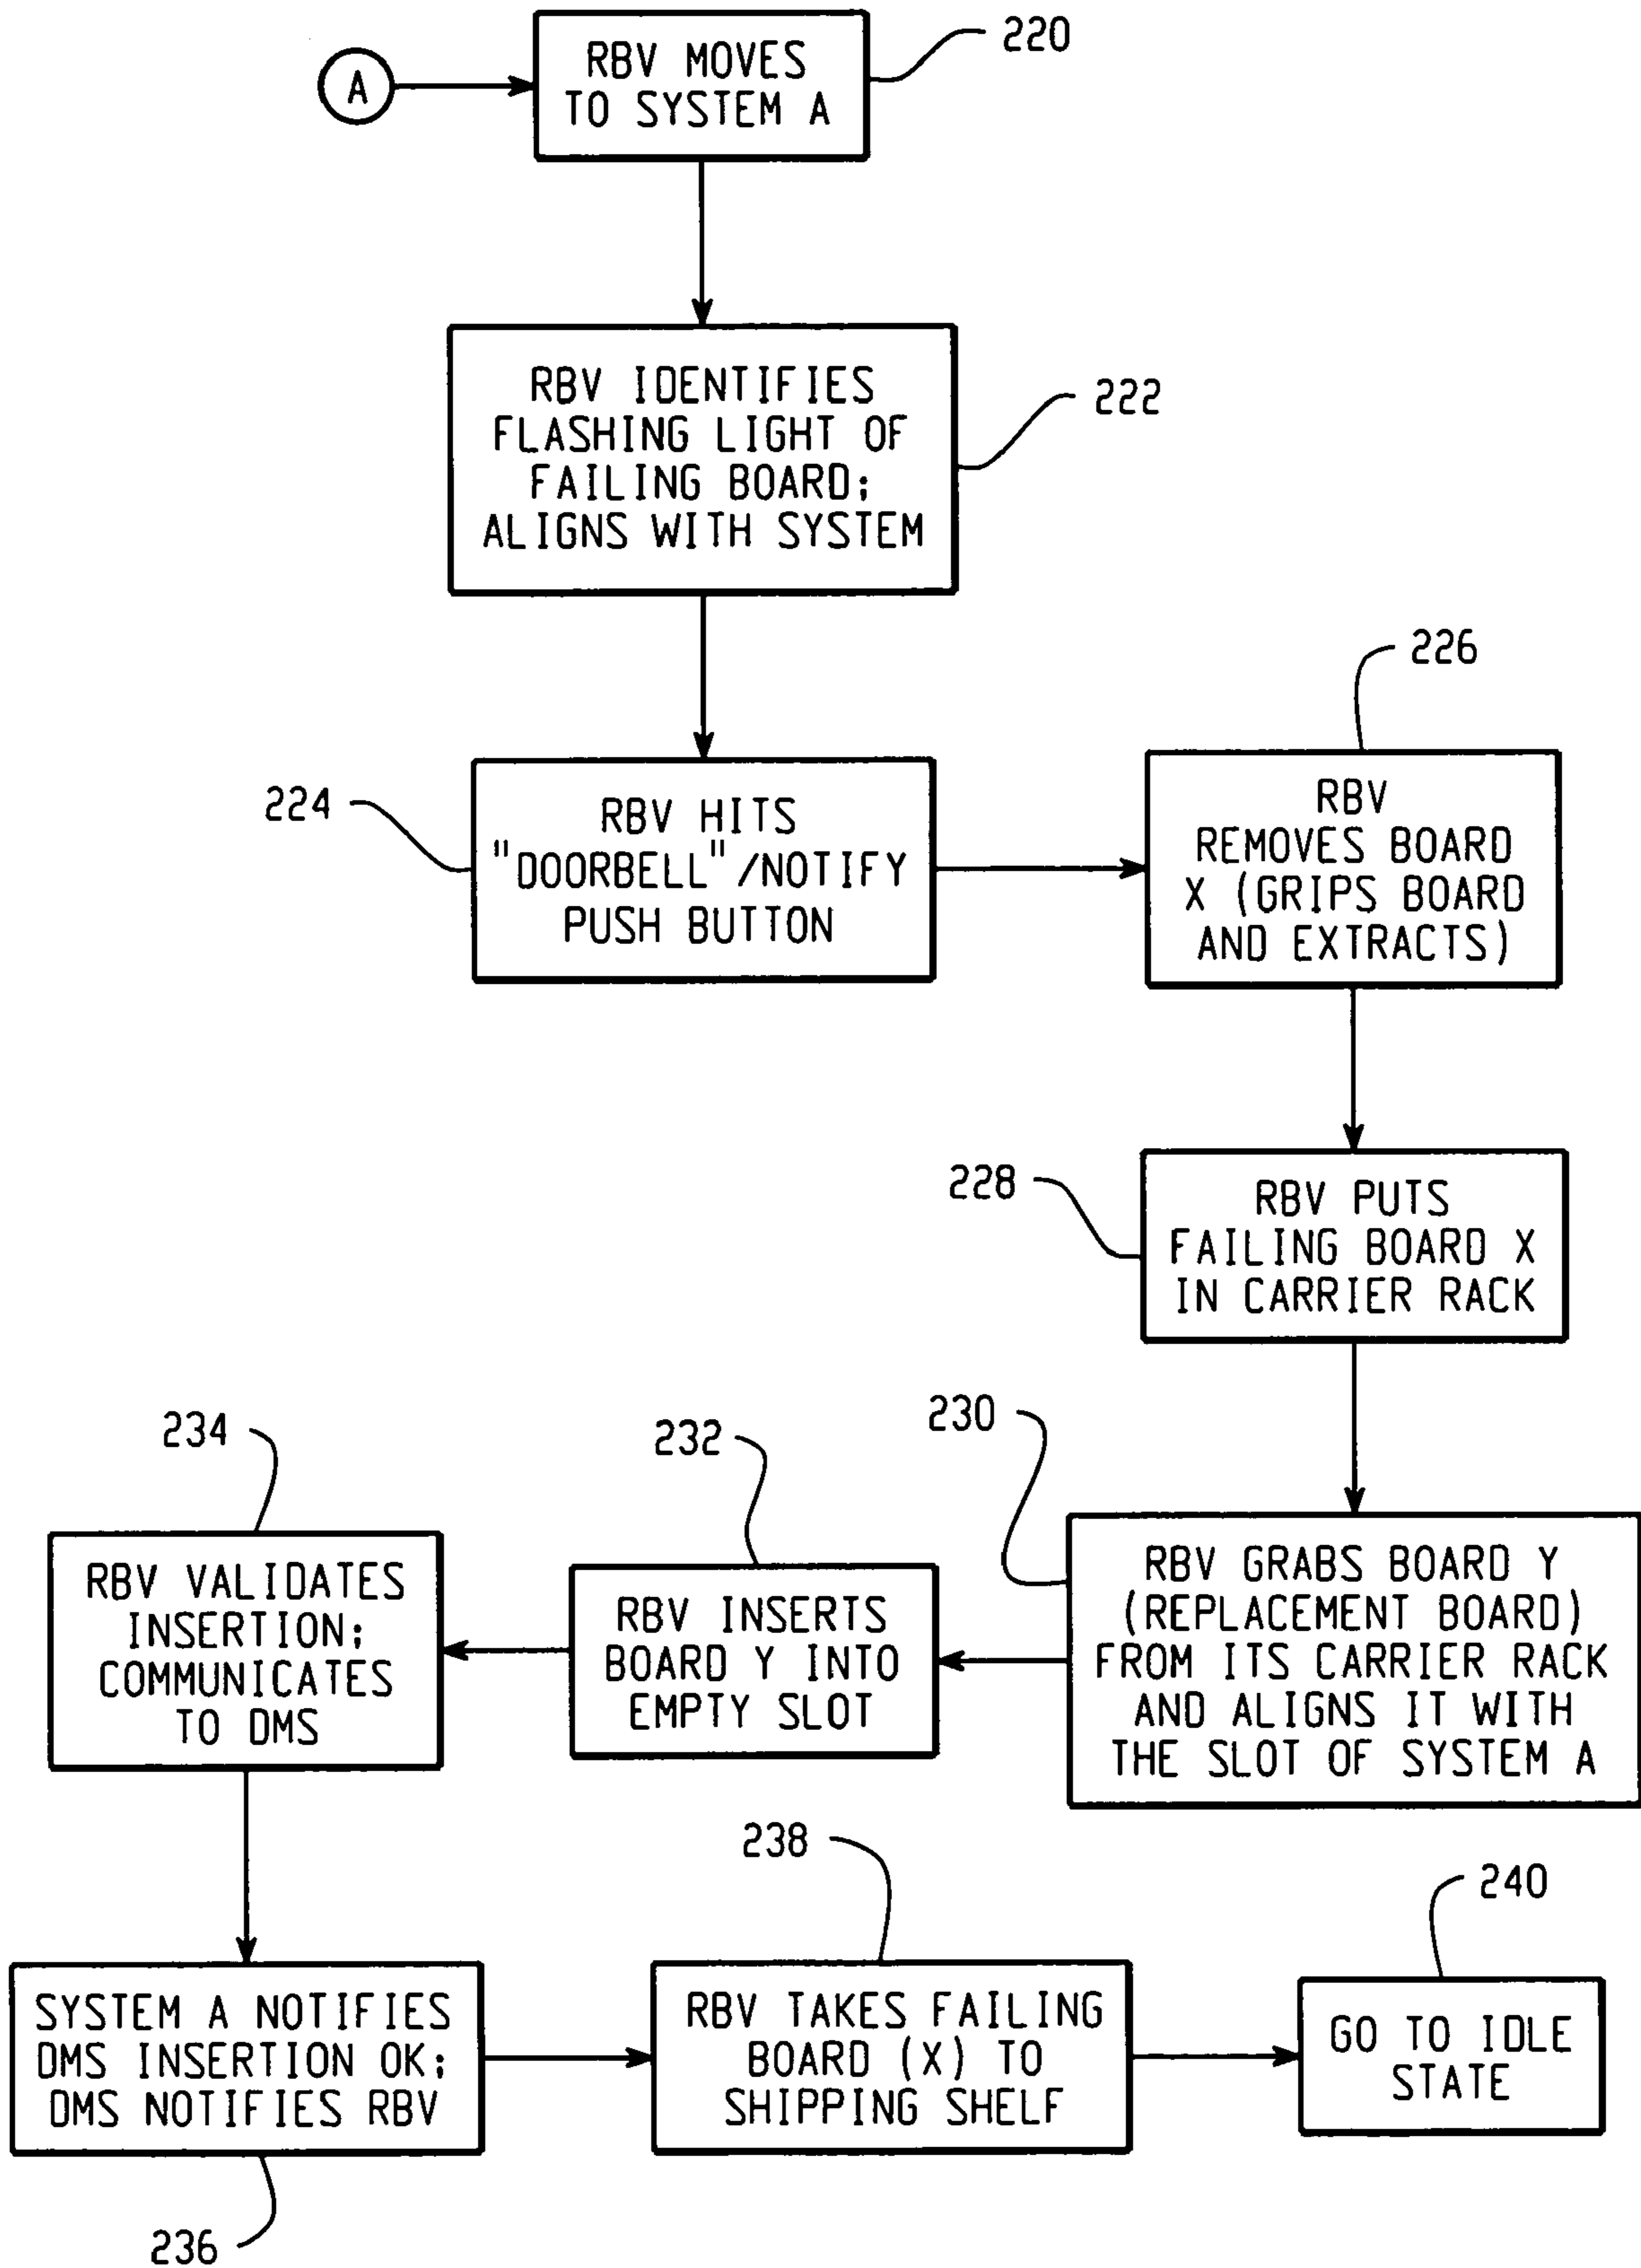 A
RBV MOVES
TO SYSTEM A
220
RBV IDENTIFIES
FLASHING LIGHT OF
FAILING BOARD;
ALIGNS WITH SYSTEM
222
224
RBV HITS
"DOORBELL"/NOTIFY
PUSH BUTTON
226
RBV
REMOVES BOARD
X (GRIPS BOARD
AND EXTRACTS)
228
RBV PUTS
FAILING BOARD X
IN CARRIER RACK
230
RBV GRABS BOARD Y
(REPLACEMENT BOARD)
FROM ITS CARRIER RACK
AND ALIGNS IT WITH
THE SLOT OF SYSTEM A
232
RBV INSERTS
BOARD Y INTO
EMPTY SLOT
234
RBV VALIDATES
INSERTION;
COMMUNICATES
TO DMS
SYSTEM A NOTIFIES
DMS INSERTION OK;
DMS NOTIFIES RBV
236
238
RBV TAKES FAILING
BOARD (X) TO
SHIPPING SHELF
240
GO TO IDLE
STATE